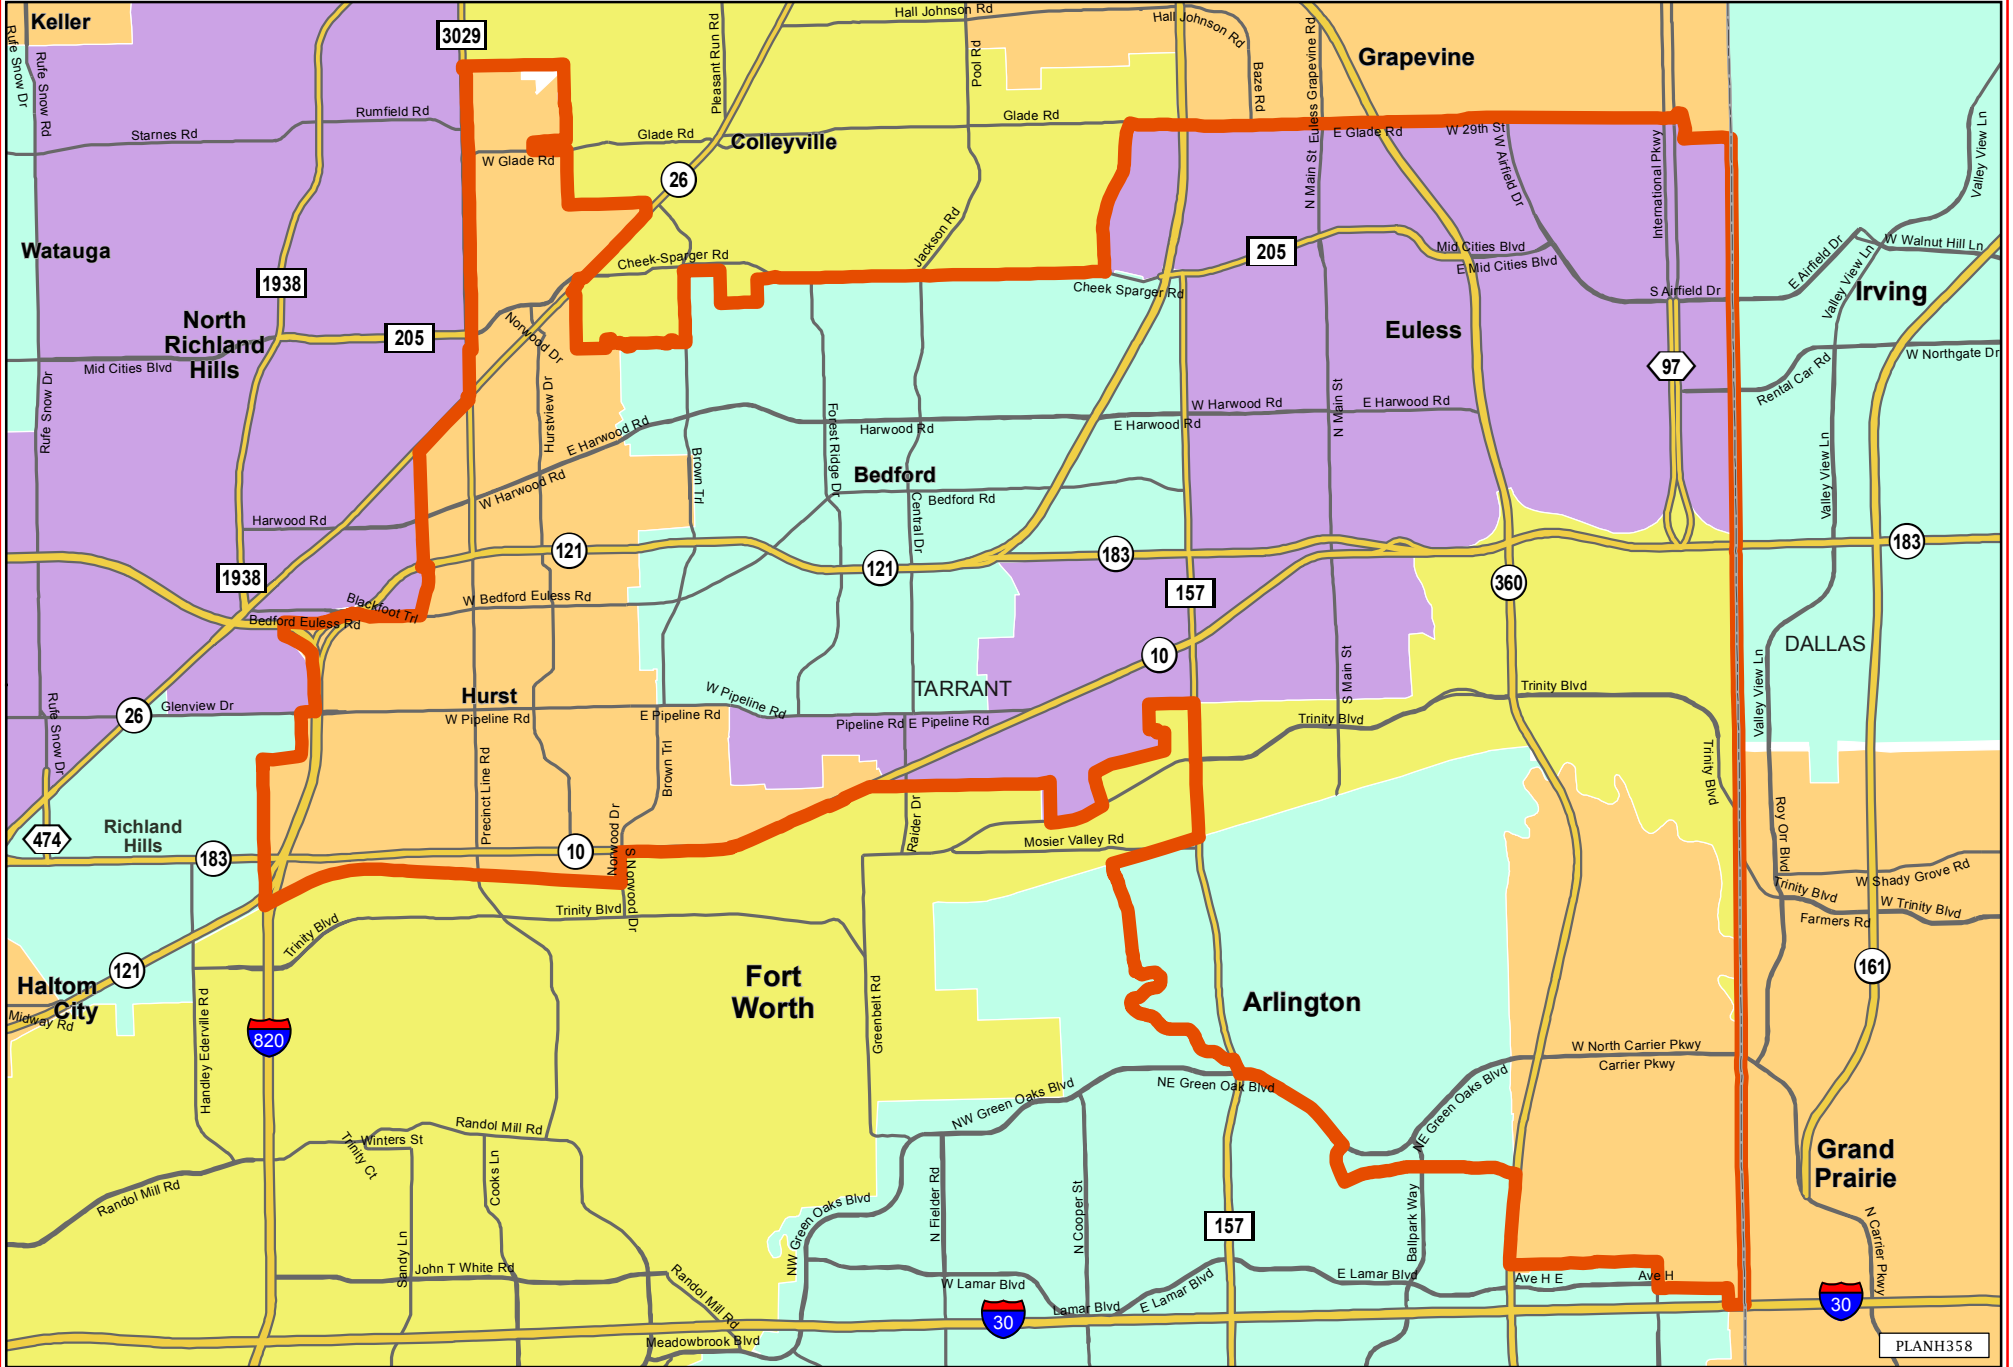 Keller
3029
Pleasant Run Rd
Hall Johnson Rd
Hall Johnson Rd
Pool Rd
Baze Rd
N Main St
Euless Grapevine Rd
Grapevine
Rufe Snow Dr
Rufe Snow Rd
Rumfield Rd
Starnes Rd
Glade Rd
Glade Rd
Colleyville
W Glade Rd
26
E Glade Rd
W 29th St
W Airfield Dr
International Pkwy
Valley View Ln
Watauga
1938
North
Richland
Hills
205
Cheek-Sparger Rd
Jackson Rd
Cheek Sparger Rd
205
Mid Cities Blvd
E Mid Cities Blvd
S Airfield Dr
E Airfield Dr
Valley View Ln
W Walnut Hill Ln
Irving
Euless
97
Rental Car Rd
W Northgate Dr
Mid Cities Blvd
Norwood Dr
Hurstview Dr
Rufe Snow Dr
E Harwood Rd
W Harwood Rd
Forest Ridge Dr
Harwood Rd
E Harwood Rd
W Harwood Rd
E Harwood Rd
N Main St
Brown Trl
Bedford
Bedford Rd
Central Dr
Valley View Ln
Harwood Rd
121
121
183
183
1938
Blackfoot Trl
Bedford Euless Rd
W Bedford Euless Rd
157
360
10
S Main St
DALLAS
TARRANT
Hurst
Rufe Snow Dr
26
Glenview Dr
W Pipeline Rd
E Pipeline Rd
W Pipeline Rd
Pipeline Rd
E Pipeline Rd
Trinity Blvd
Trinity Blvd
Trinity Blvd
Valley View Ln
Precinct Line Rd
Brown Trl
Norwood Dr
S Norwood Dr
Raider Dr
Roy Orr Blvd
474
Richland
Hills
183
10
Mosier Valley Rd
W Shady Grove Rd
Trinity Blvd
W Trinity Blvd
Farmers Rd
Trinity Blvd
Trinity Blvd
121
Haltom
City
Midway Rd
Handley Ederville Rd
820
Fort
Worth
Greenbelt Rd
Arlington
161
W North Carrier Pkwy
Carrier Pkwy
NE Green Oak Blvd
NW Green Oaks Blvd
NE Green Oaks Blvd
Randol Mill Rd
Winters St
Trinity Ct
Cooks Ln
Randol Mill Rd
Sandy Ln
John T White Rd
Randol Mill Rd
NW Green Oaks Blvd
N Fielder Rd
N Cooper St
157
Ballpark Way
Grand
Prairie
N Carrier Pkwy
W Lamar Blvd
Lamar Blvd
E Lamar Blvd
E Lamar Blvd
Ave H E
Ave H
30
30
Meadowbrook Blvd
PLANH358